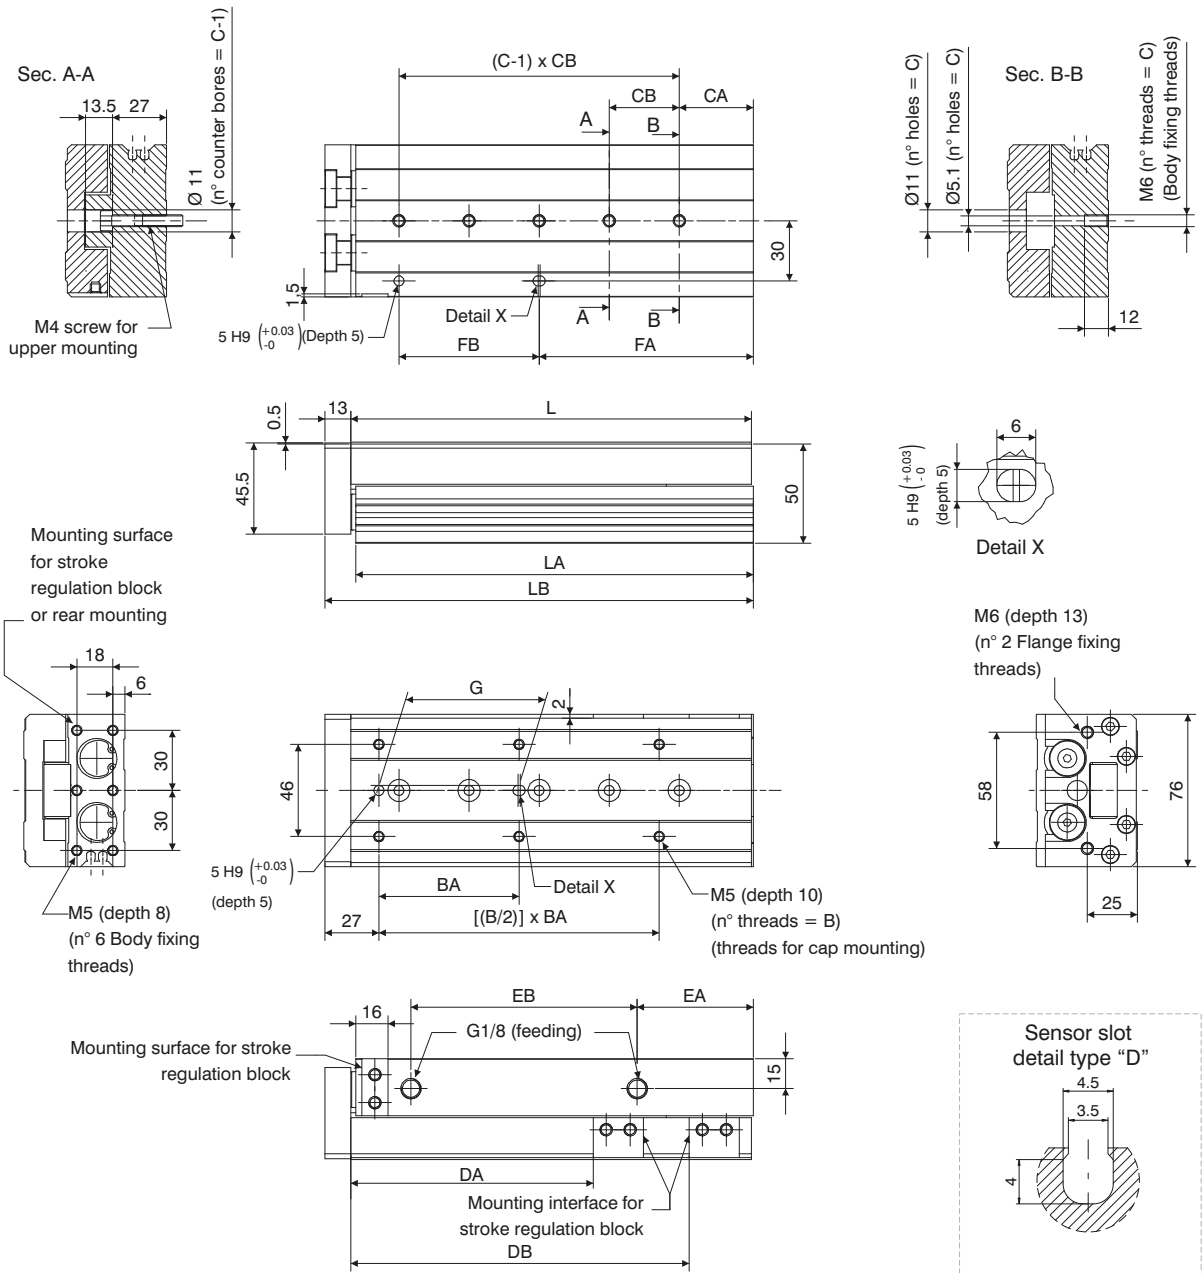 Sec. A-A
13.5
27
Ø 11
(n° counter bores = C-1)
M4 screw for
upper mounting
(C-1) x CB
CB
CA
A
B
30
1,5
5 H9 (+0.03 -0) (Depth 5)
Detail X
A
B
FB
FA
Sec. B-B
Ø11 (n° holes = C)
Ø5.1 (n° holes = C)
M6 (n° threads = C)
(Body fixing threads)
12
0.5
13
L
45.5
50
LA
LB
6
5 H9 (+0.03 - 0)
(depth 5)
Detail X
Mounting surface
for stroke
regulation block
or rear mounting
18
6
30
30
M5 (depth 8)
(n° 6 Body fixing
threads)
G
2
46
5 H9 (+0.03 -0)
(depth 5)
BA
Detail X
27
[(B/2)] x BA
M5 (depth 10)
(n° threads = B)
(threads for cap mounting)
M6 (depth 13)
(n° 2 Flange fixing
threads)
58
76
25
EB
EA
16
G1/8 (feeding)
15
Mounting surface for stroke
regulation block
DA
Mounting interface for
stroke regulation block
DB
Sensor slot
detail type “D”
4.5
3.5
4